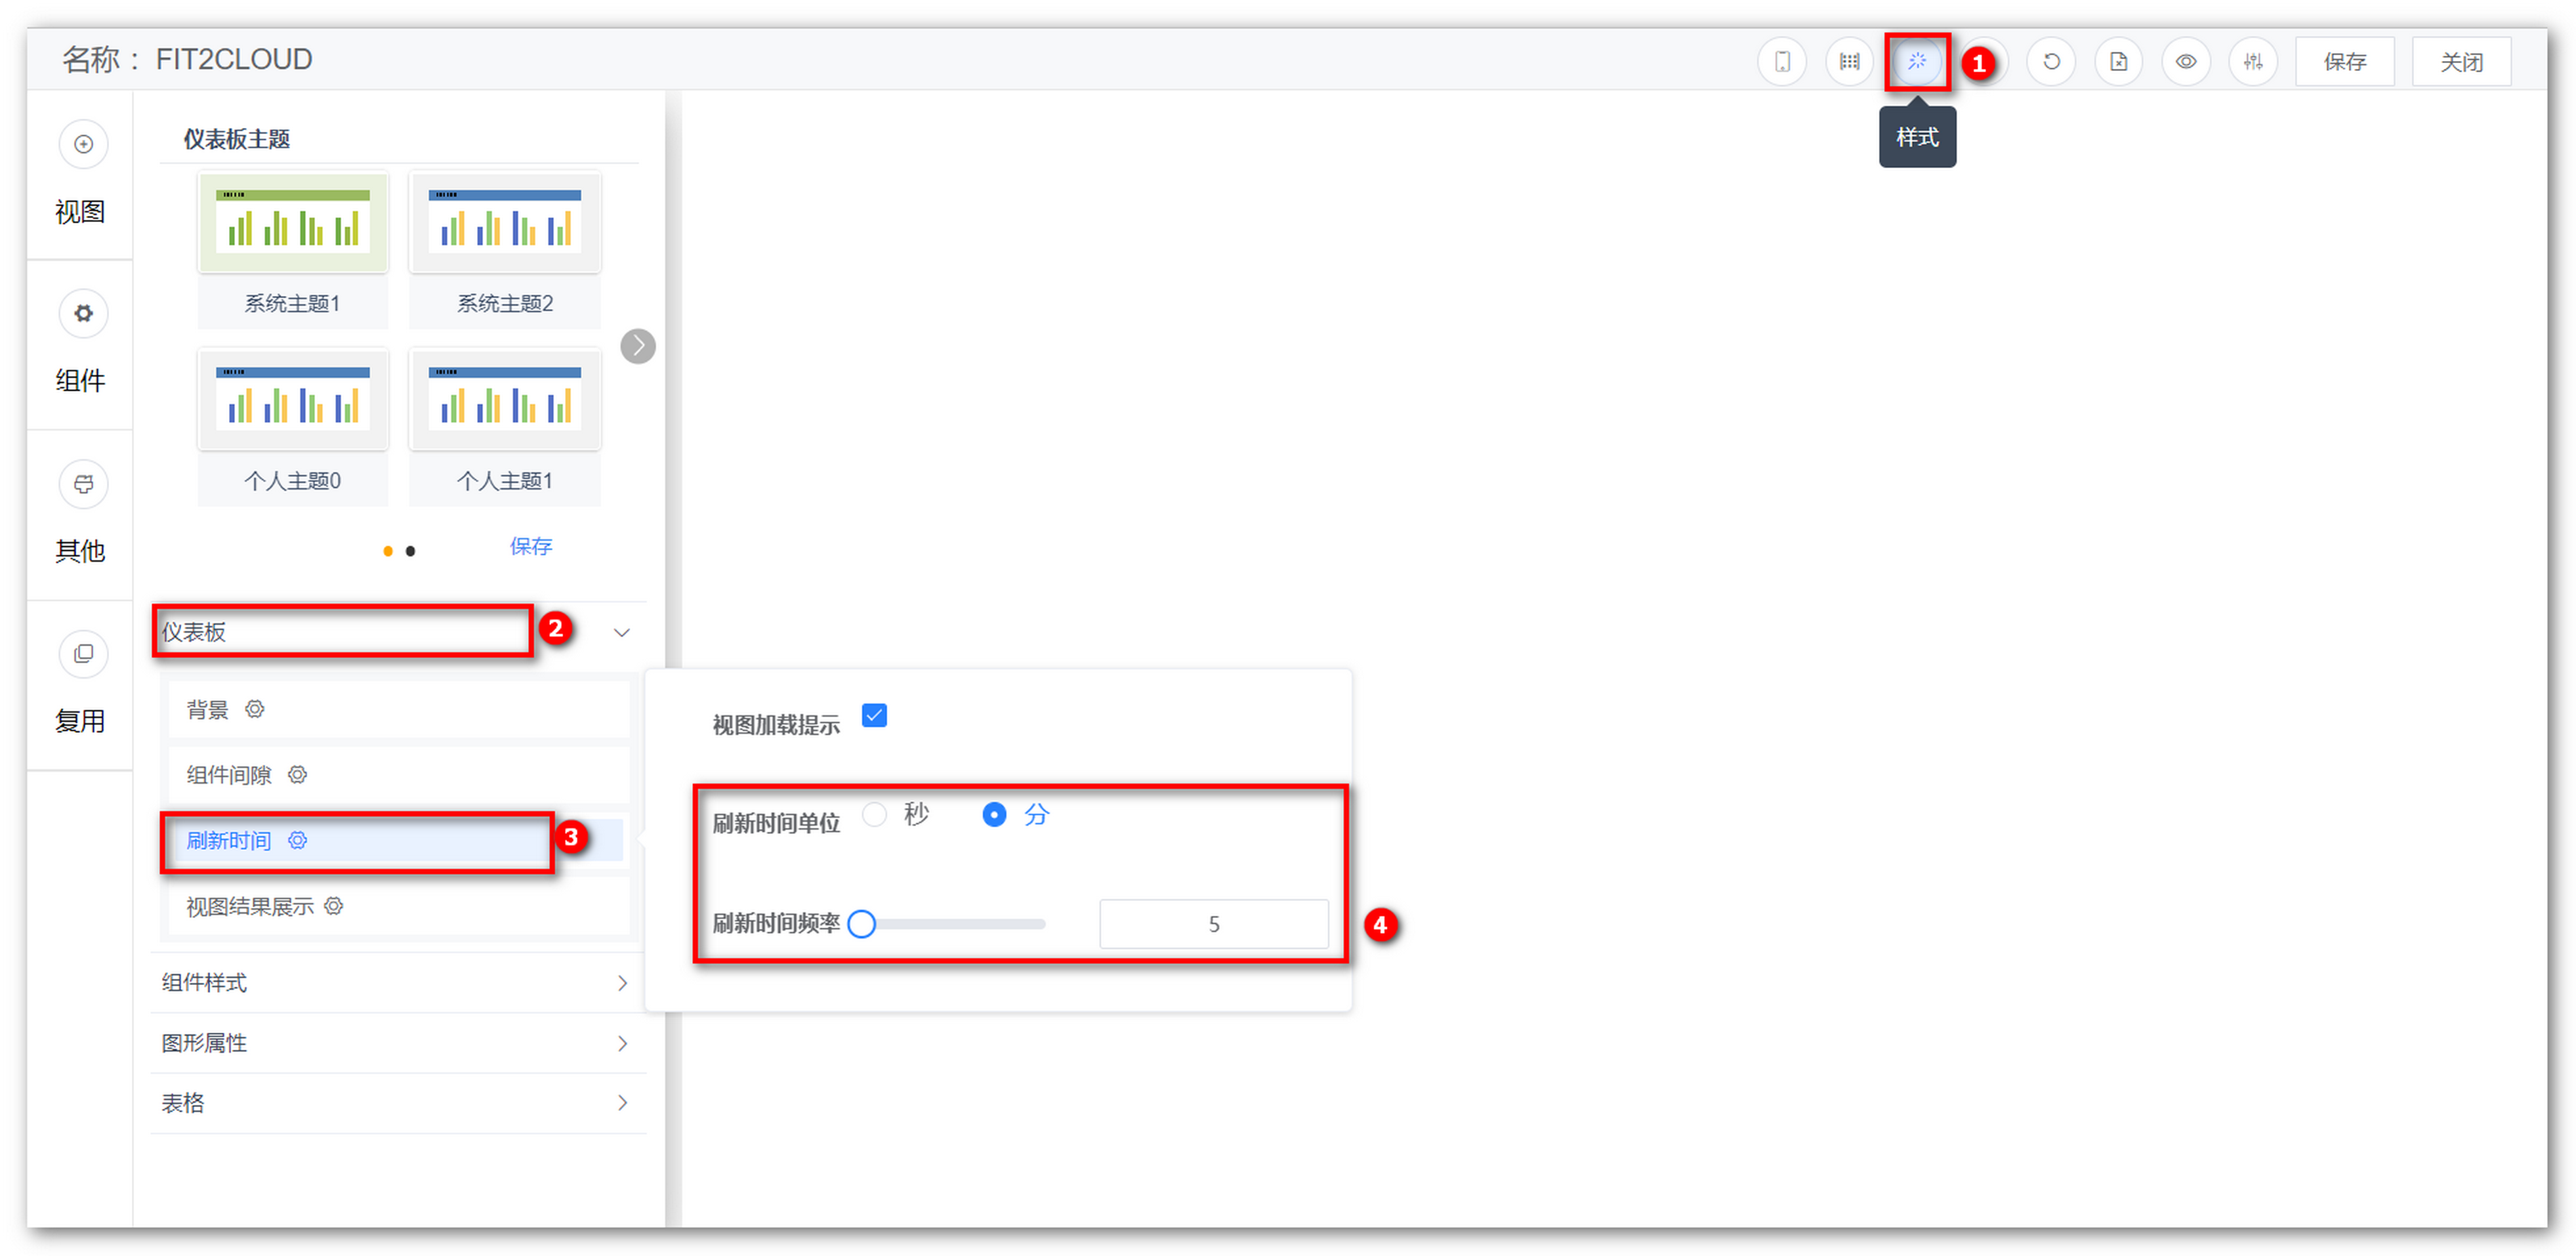 名称： FIT2CLOUD
1
保存
关闭
样式
视图
组件
其他
复用
仪表板主题
系统主题1
系统主题2
个人主题0
个人主题1
保存
仪表板
2
背景
组件间隙
刷新时间
3
视图结果展示
组件样式
图形属性
表格
视图加载提示
刷新时间单位 秒 分
刷新时间频率 5
4